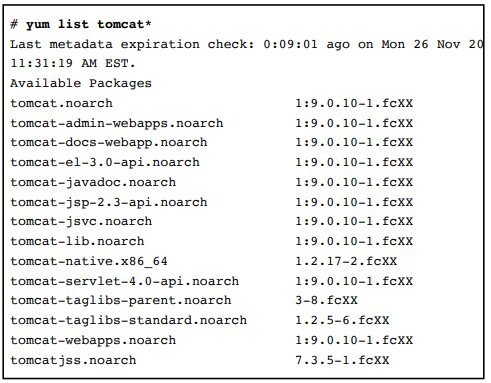 # yum list tomcat*
Last metadata expiration check: 0:09:01 ago on Mon 26 Nov 20
11:31:19 AM EST.
Available Packages
tomcat.noarch 1:9.0.10-1.fcXX
tomcat-admin-webapps.noarch 1:9.0.10-1.fcXX
tomcat-docs-webapp.noarch 1:9.0.10-1.fcXX
tomcat-el-3.0-api.noarch 1:9.0.10-1.fcXX
tomcat-javadoc.noarch 1:9.0.10-1.fcXX
tomcat-jsp-2.3-api.noarch 1:9.0.10-1.fcXX
tomcat-jsvc.noarch 1:9.0.10-1.fcXX
tomcat-lib.noarch 1:9.0.10-1.fcXX
tomcat-native.x86_64 1.2.17-2.fcXX
tomcat-servlet-4.0-api.noarch 1:9.0.10-1.fcXX
tomcat-taglibs-parent.noarch 3-8.fcXX
tomcat-taglibs-standard.noarch 1.2.5-6.fcXX
tomcat-webapps.noarch 1:9.0.10-1.fcXX
tomcatjss.noarch 7.3.5-1.fcXX